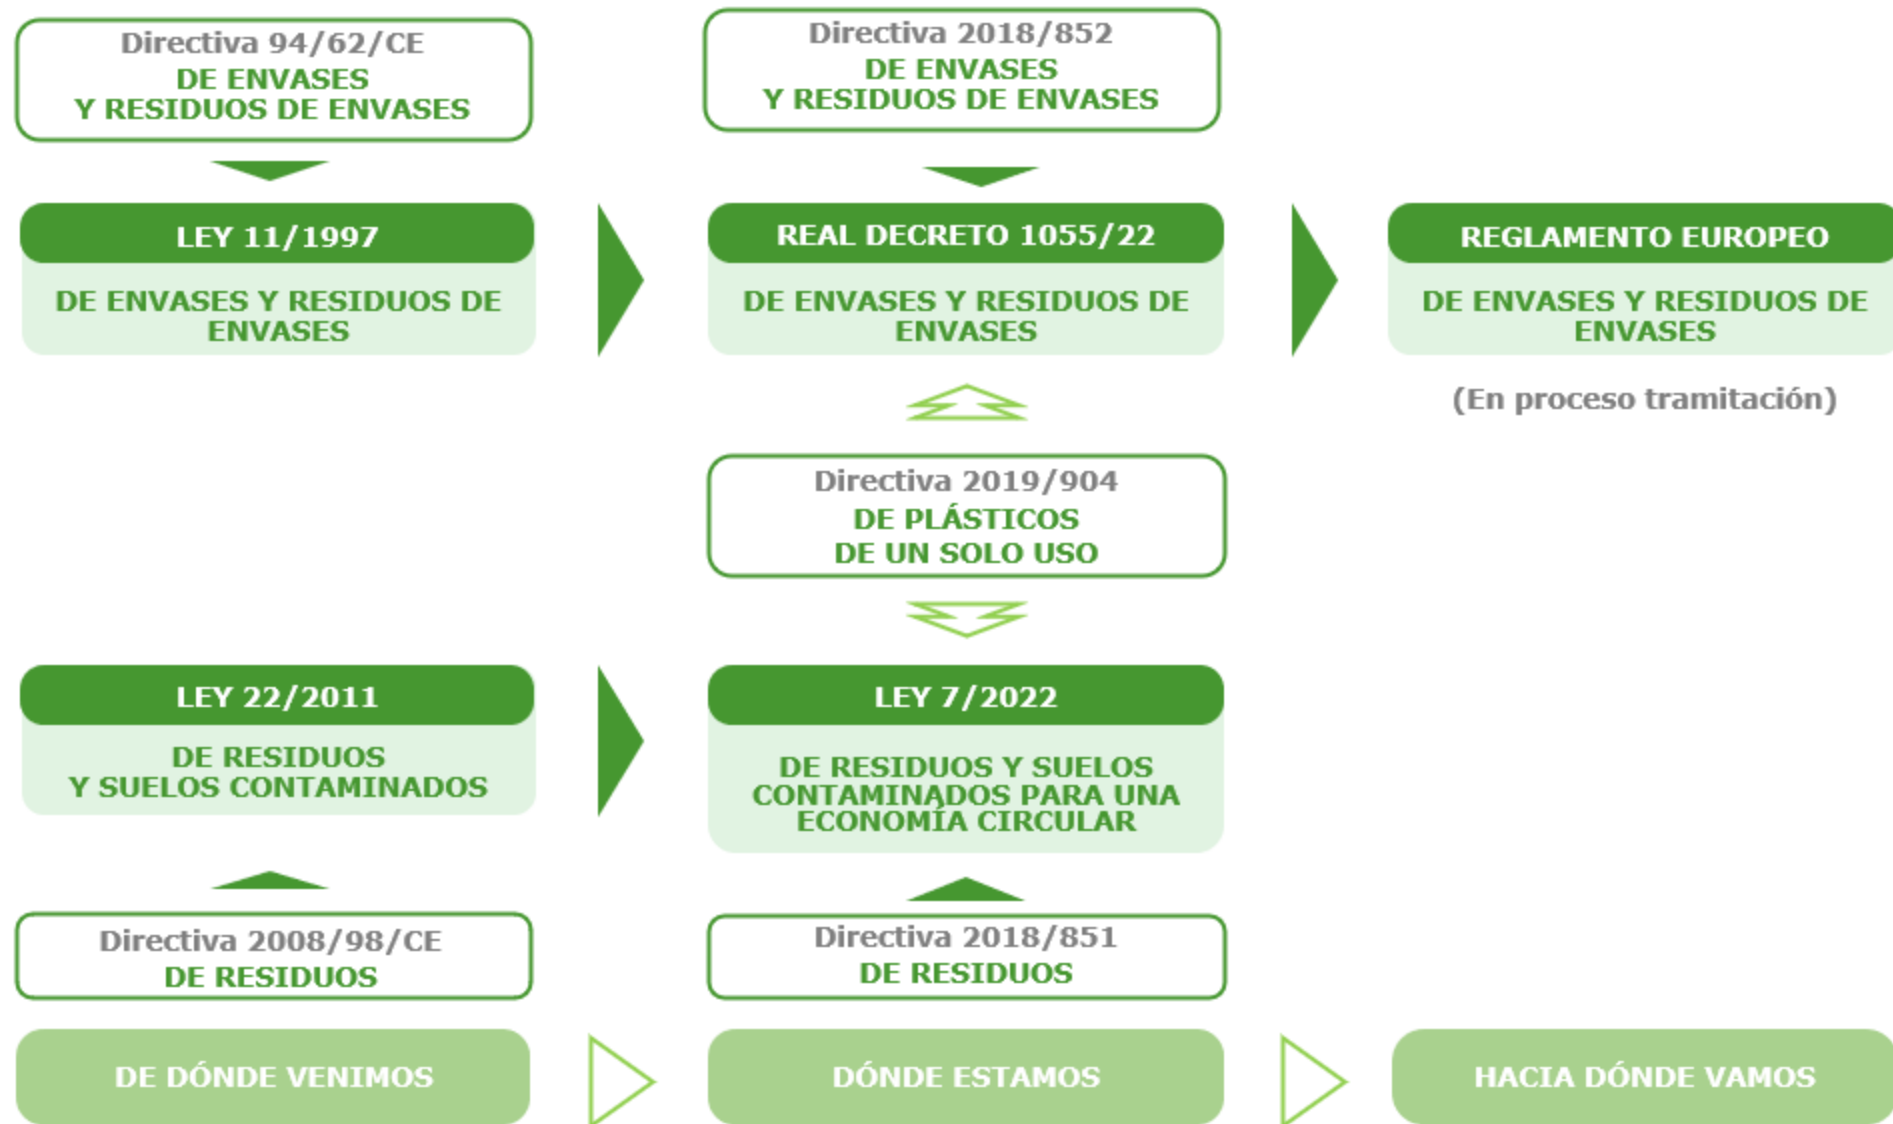 Directiva 94/62/CE
DE ENVASES
Y RESIDUOS DE ENVASES
Directiva 2018/852
DE ENVASES
Y RESIDUOS DE ENVASES
LEY 11/1997
DE ENVASES Y RESIDUOS DE
ENVASES
REAL DECRETO 1055/22
DE ENVASES Y RESIDUOS DE
ENVASES
REGLAMENTO EUROPEO
DE ENVASES Y RESIDUOS DE
ENVASES
(En proceso tramitación)
Directiva 2019/904
DE PLÁSTICOS
DE UN SOLO USO
LEY 22/2011
DE RESIDUOS
Y SUELOS CONTAMINADOS
LEY 7/2022
DE RESIDUOS Y SUELOS
CONTAMINADOS PARA UNA
ECONOMÍA CIRCULAR
Directiva 2008/98/CE
DE RESIDUOS
Directiva 2018/851
DE RESIDUOS
DE DÓNDE VENIMOS
DÓNDE ESTAMOS
HACIA DÓNDE VAMOS